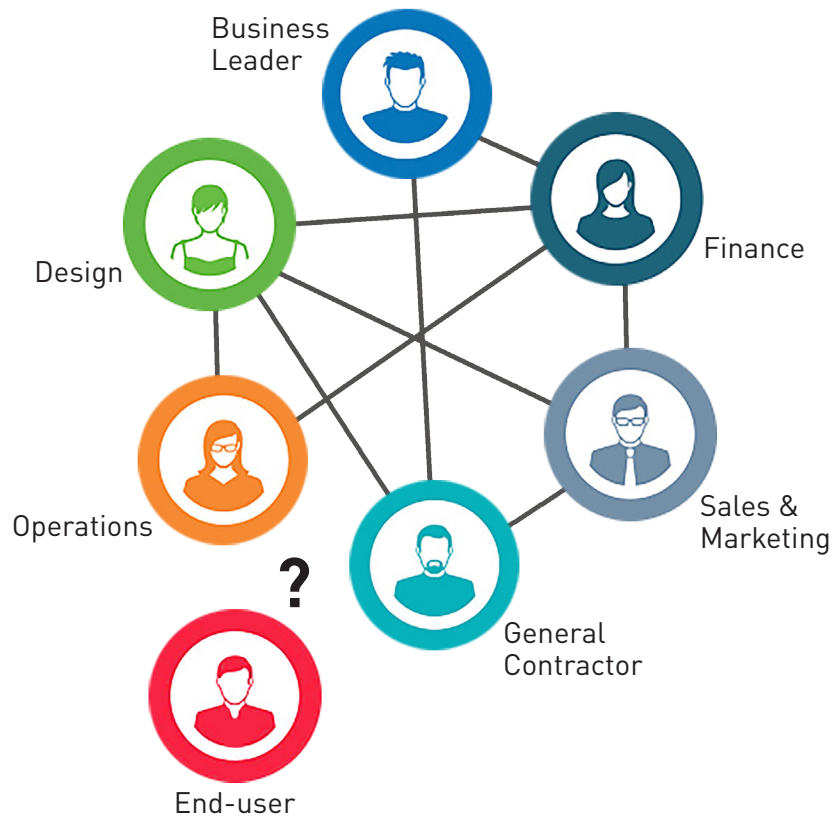 Business
Leader
Finance
Design
Sales &
Marketing
Operations
?
General
Contractor
End-user